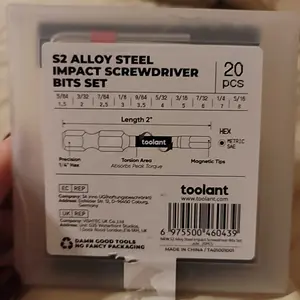 S2 ALLOY STEEL
IMPACT SCREWDRIVER
BITS SET
20
pcs
5/64 3/32 7/64 1/8 9/64 5/32 3/16 7/32 1/4 5/16
1.5 2 2.5 3 3.5 4 5 6 7 8
Length 2"
toolant
HEX
METRIC
SAE
Precision
1/4" Hex
Torsion Area
Absorbs Peak Torque
Magnetic Tips
EC REP
UK REP
toolant
6 975500 460439
DAMN GOOD TOOLS
NO FANCY PACKAGING
MADE IN CHINA